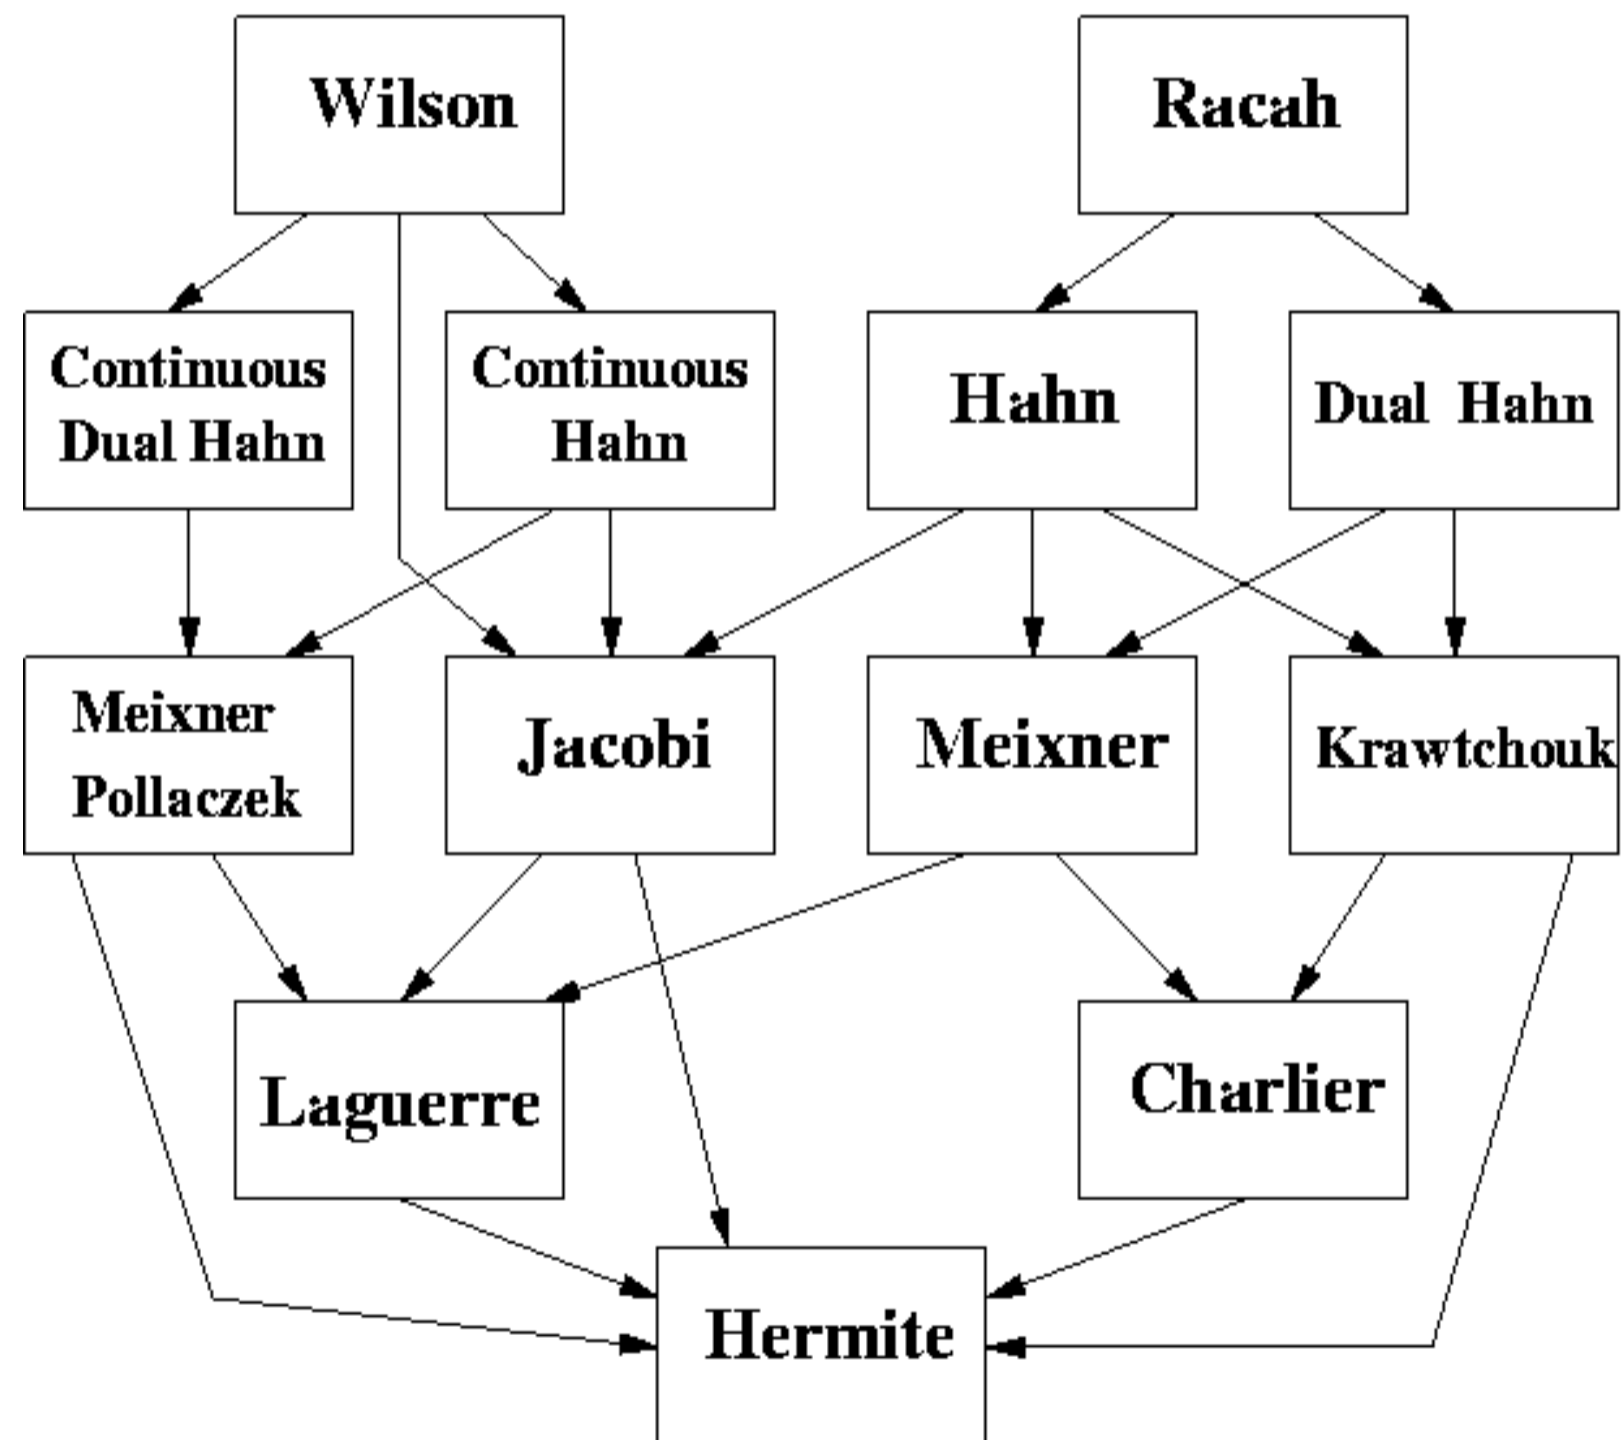 Wilson
Racah
Continuous
Dual Hahn
Continuous
Hahn
Hahn
Dual Hahn
Meixner
Pollaczek
Jacobi
Meixner
Krawtchouk
Laguerre
Charlier
Hermite